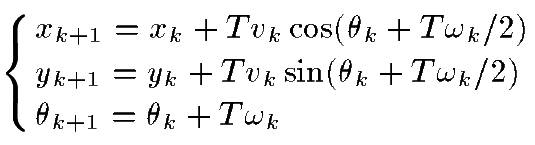 x_{k+1} = x_k + T v_k cos(θ_k + T ω_k/2)
y_{k+1} = y_k + T v_k sin(θ_k + T ω_k/2)
θ_{k+1} = θ_k + T ω_k